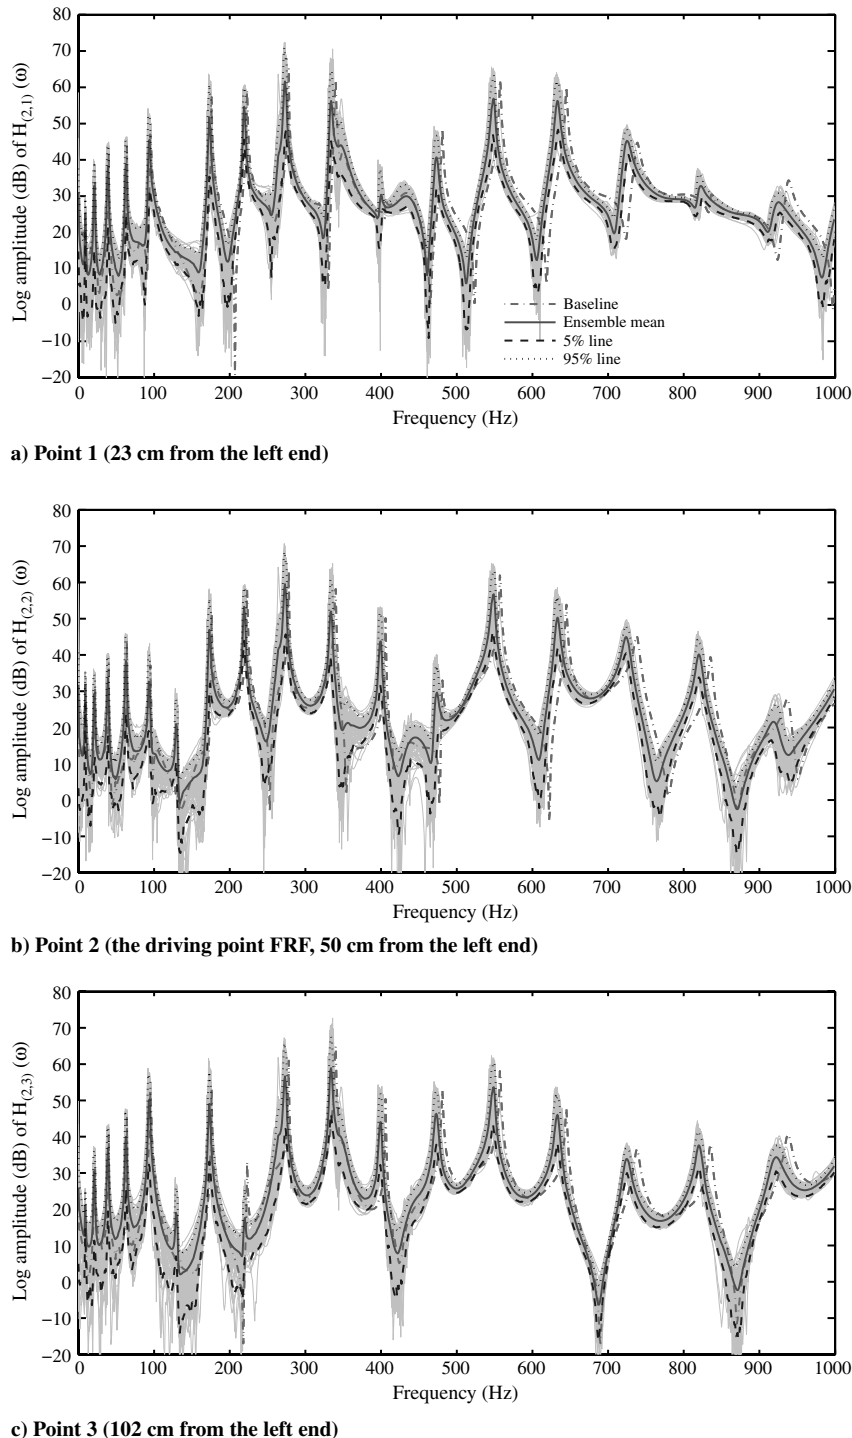 80
70
60
50
40
30
20
10
0
−10
−20
Log amplitude (dB) of H(2,1) (ω)
Baseline
Ensemble mean
5% line
95% line
0 100 200 300 400 500 600 700 800 900 1000
Frequency (Hz)
a) Point 1 (23 cm from the left end)
80
70
60
50
40
30
20
10
0
−10
−20
Log amplitude (dB) of H(2,2) (ω)
0 100 200 300 400 500 600 700 800 900 1000
Frequency (Hz)
b) Point 2 (the driving point FRF, 50 cm from the left end)
80
70
60
50
40
30
20
10
0
−10
−20
Log amplitude (dB) of H(2,3) (ω)
0 100 200 300 400 500 600 700 800 900 1000
Frequency (Hz)
c) Point 3 (102 cm from the left end)